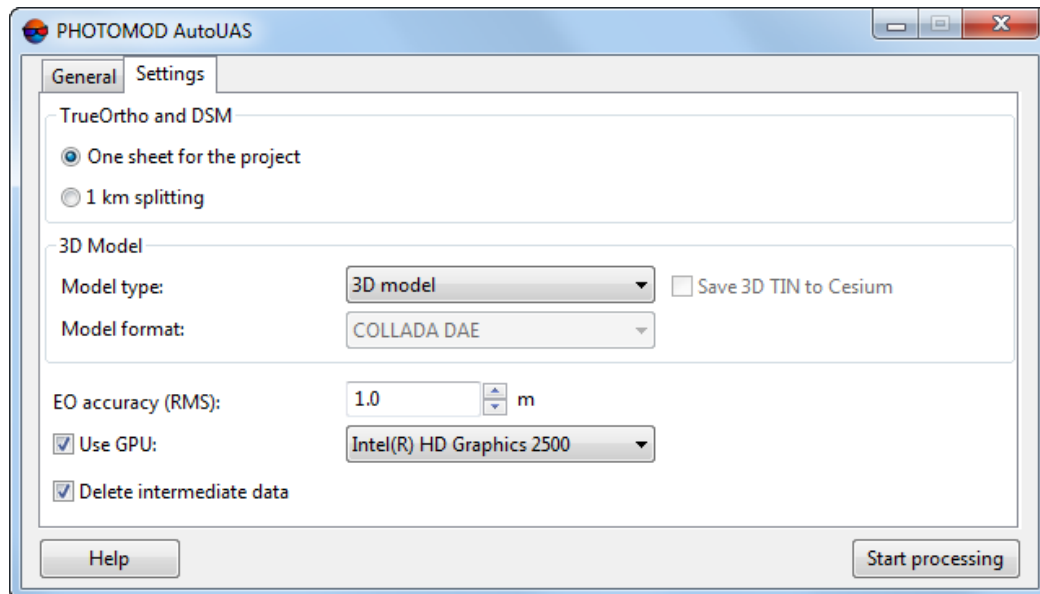 PHOTOMOD AutoUAS
General Settings
TrueOrtho and DSM
One sheet for the project
1 km splitting
3D Model
Model type: 3D model Save 3D TIN to Cesium
Model format: COLLADA DAE
EO accuracy (RMS): 1.0 m
Use GPU: Intel(R) HD Graphics 2500
Delete intermediate data
Help Start processing